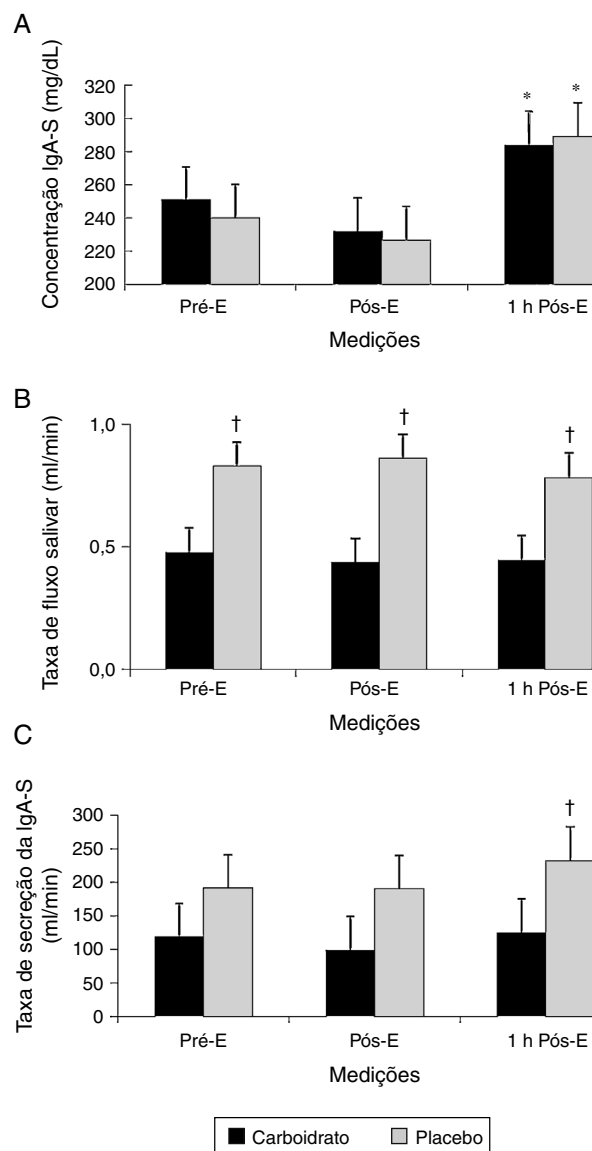 A
Concentração IgA-S (mg/dL)
320
300
280
260
240
220
200
* *
Pré-E Pós-E 1 h Pós-E
Medições
B
Taxa de fluxo salivar (ml/min)
1,0
0,5
0,0
† † †
Pré-E Pós-E 1 h Pós-E
Medições
C
Taxa de secreção da IgA-S
(ml/min)
300
250
200
150
100
50
0
†
Pré-E Pós-E 1 h Pós-E
Medições
Carboidrato Placebo